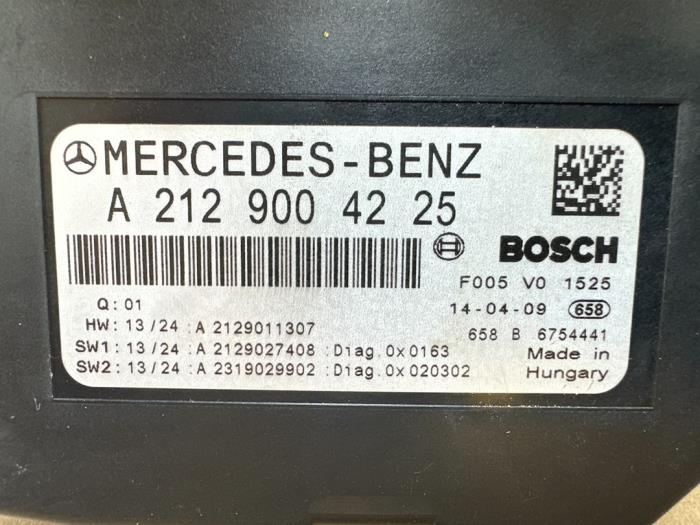 MERCEDES-BENZ
A 212 900 42 25
BOSCH
F005 V0 1525
Q: 01
14-04-09 658
HW: 13/24 :A 2129011307
658 B 6754441
SW1: 13/24 :A 2129027408 :Diag.0x0163
Made in
SW2: 13/24 :A 2319029902 :Diag.0x020302
Hungary